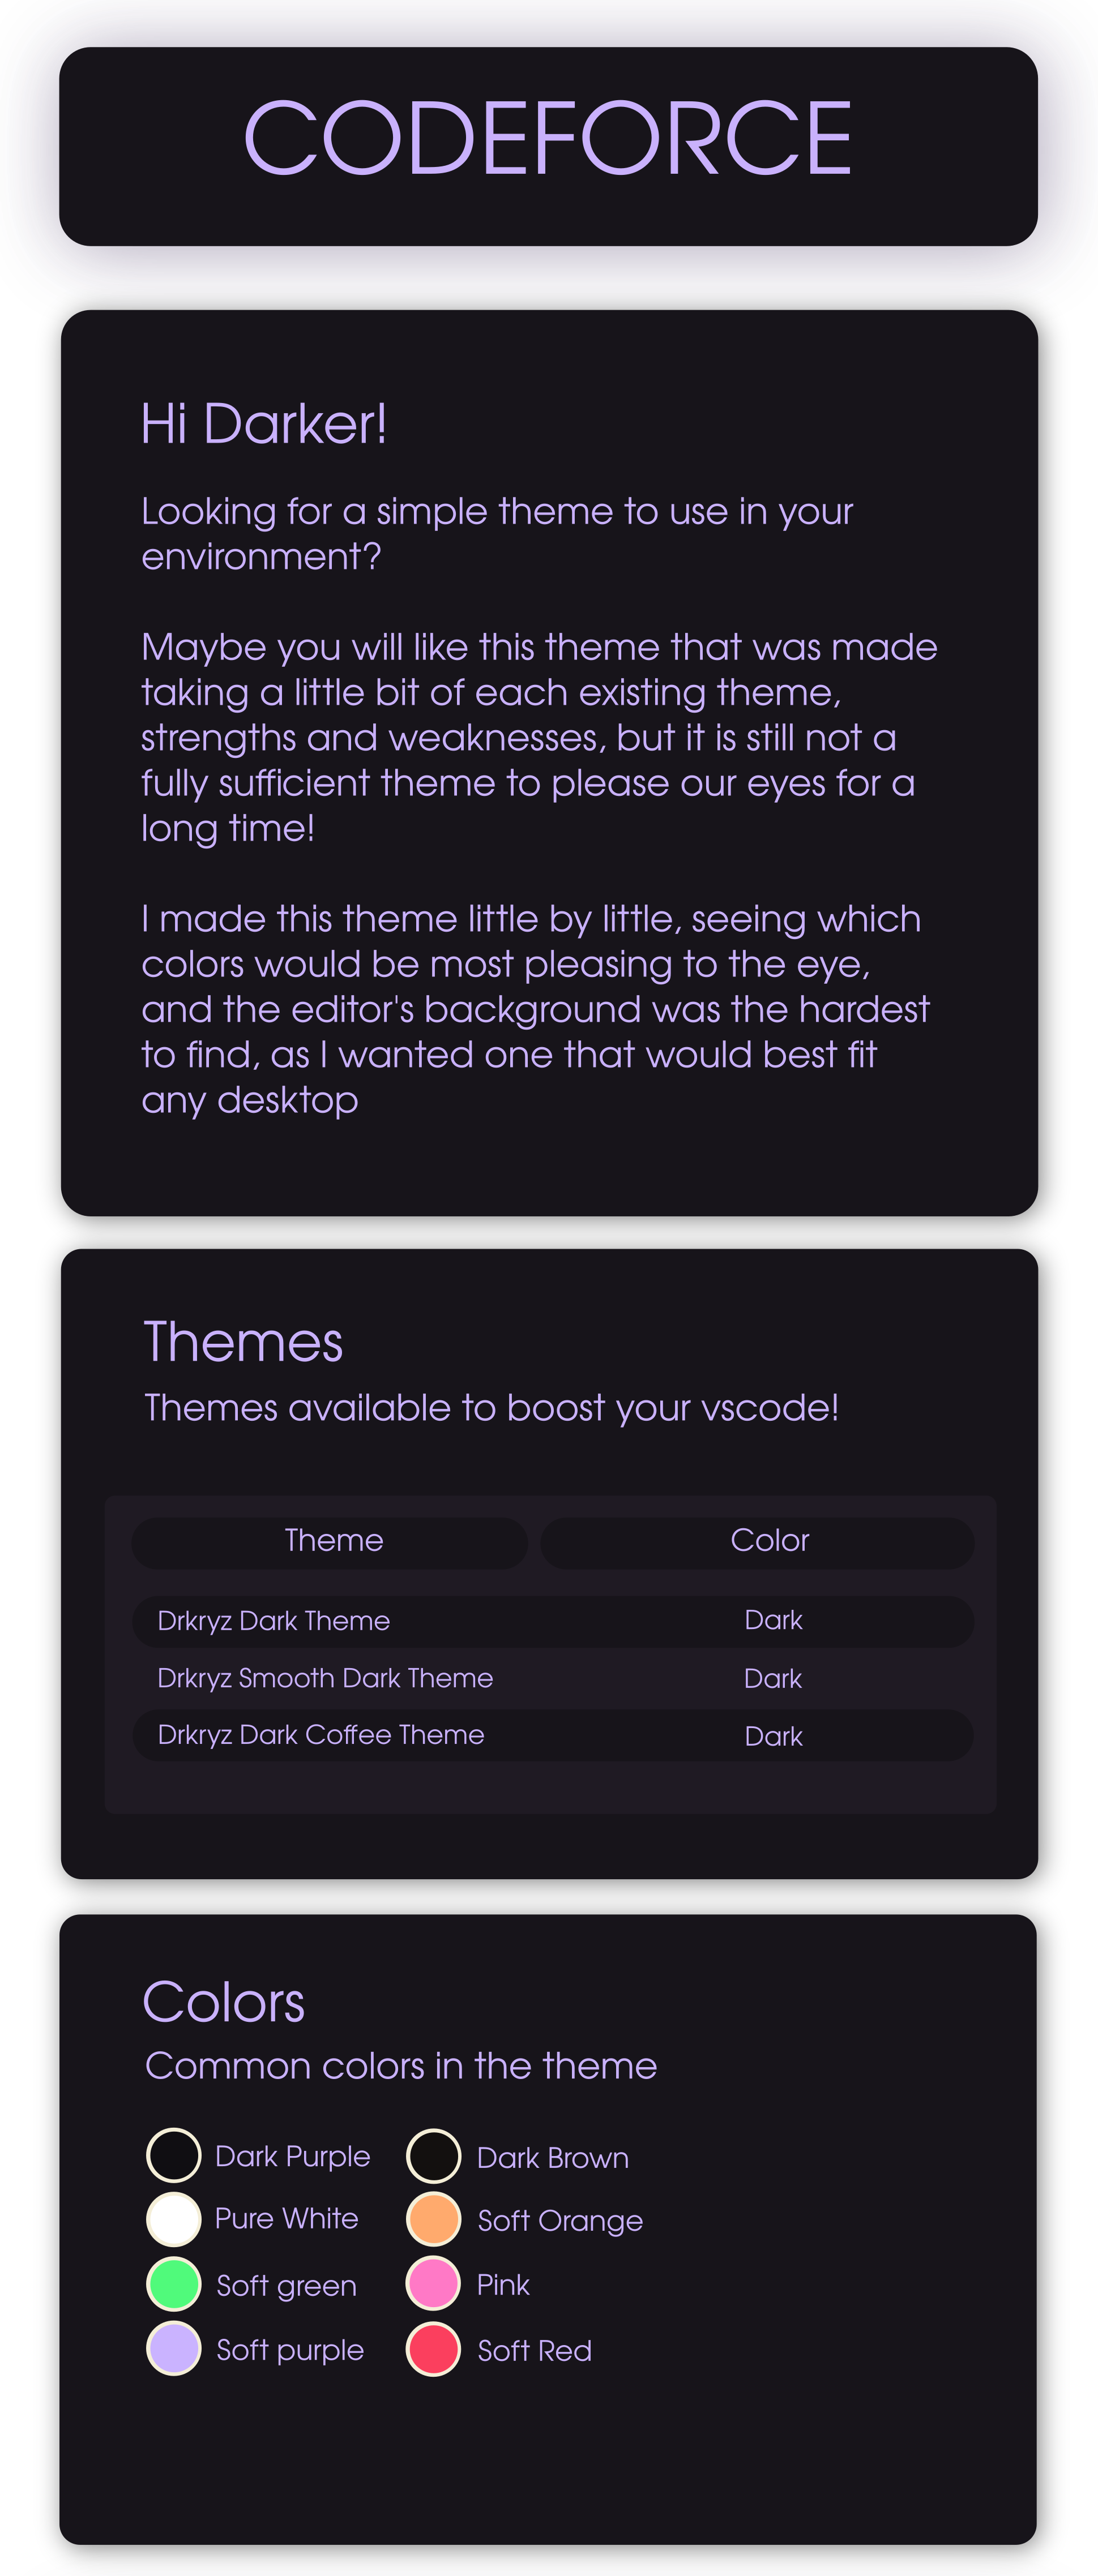 CODEFORCE
Hi Darker!
Looking for a simple theme to use in your
environment?
Maybe you will like this theme that was made
taking a little bit of each existing theme,
strengths and weaknesses, but it is still not a
fully sufficient theme to please our eyes for a
long time!
I made this theme little by little, seeing which
colors would be most pleasing to the eye,
and the editor's background was the hardest
to find, as I wanted one that would best fit
any desktop
Themes
Themes available to boost your vscode!
Theme Color
Drkryz Dark Theme Dark
Drkryz Smooth Dark Theme Dark
Drkryz Dark Coffee Theme Dark
Colors
Common colors in the theme
Dark Purple Dark Brown
Pure White Soft Orange
Soft green Pink
Soft purple Soft Red